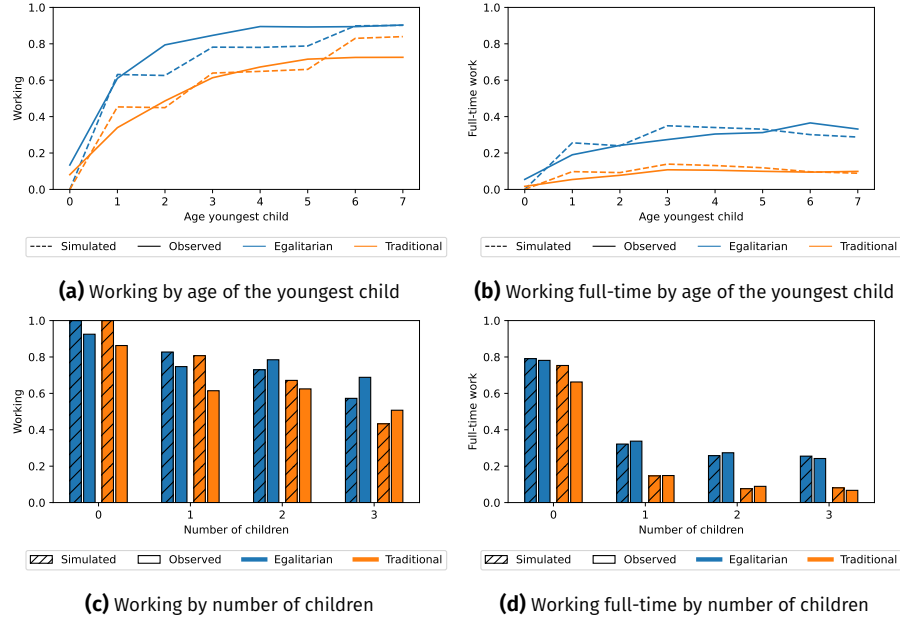 1.0
0.8
0.6
0.4
0.2
0.0
Working
0 1 2 3 4 5 6 7
Age youngest child
Simulated Observed Egalitarian Traditional
(a) Working by age of the youngest child
1.0
0.8
0.6
0.4
0.2
0.0
Full-time work
0 1 2 3 4 5 6 7
Age youngest child
Simulated Observed Egalitarian Traditional
(b) Working full-time by age of the youngest child
1.0
0.8
0.6
0.4
0.2
0.0
Working
0 1 2 3
Number of children
Simulated Observed Egalitarian Traditional
(c) Working by number of children
1.0
0.8
0.6
0.4
0.2
0.0
Full-time work
0 1 2 3
Number of children
Simulated Observed Egalitarian Traditional
(d) Working full-time by number of children